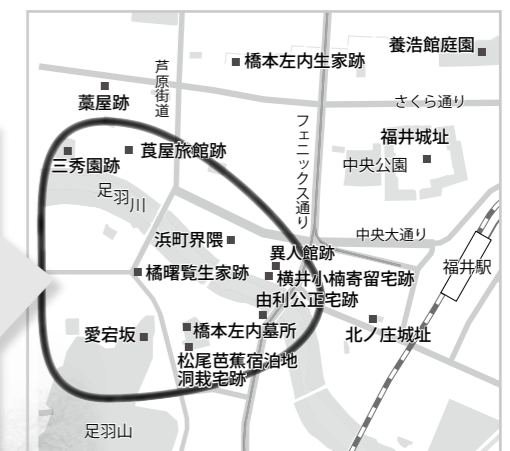 養浩館庭園
橋本左内生家跡
芦原街道
藁屋跡
さくら通り
フェニックス通り
福井城址
中央公園
三秀園跡
莨屋旅館跡
足羽川
浜町界隈
中央大通り
異人館跡
福井駅
橘曙覧生家跡
横井小楠寄留宅跡
由利公正宅跡
愛宕坂
橋本左内墓所
北ノ庄城址
松尾芭蕉宿泊地
洞栽宅跡
足羽山